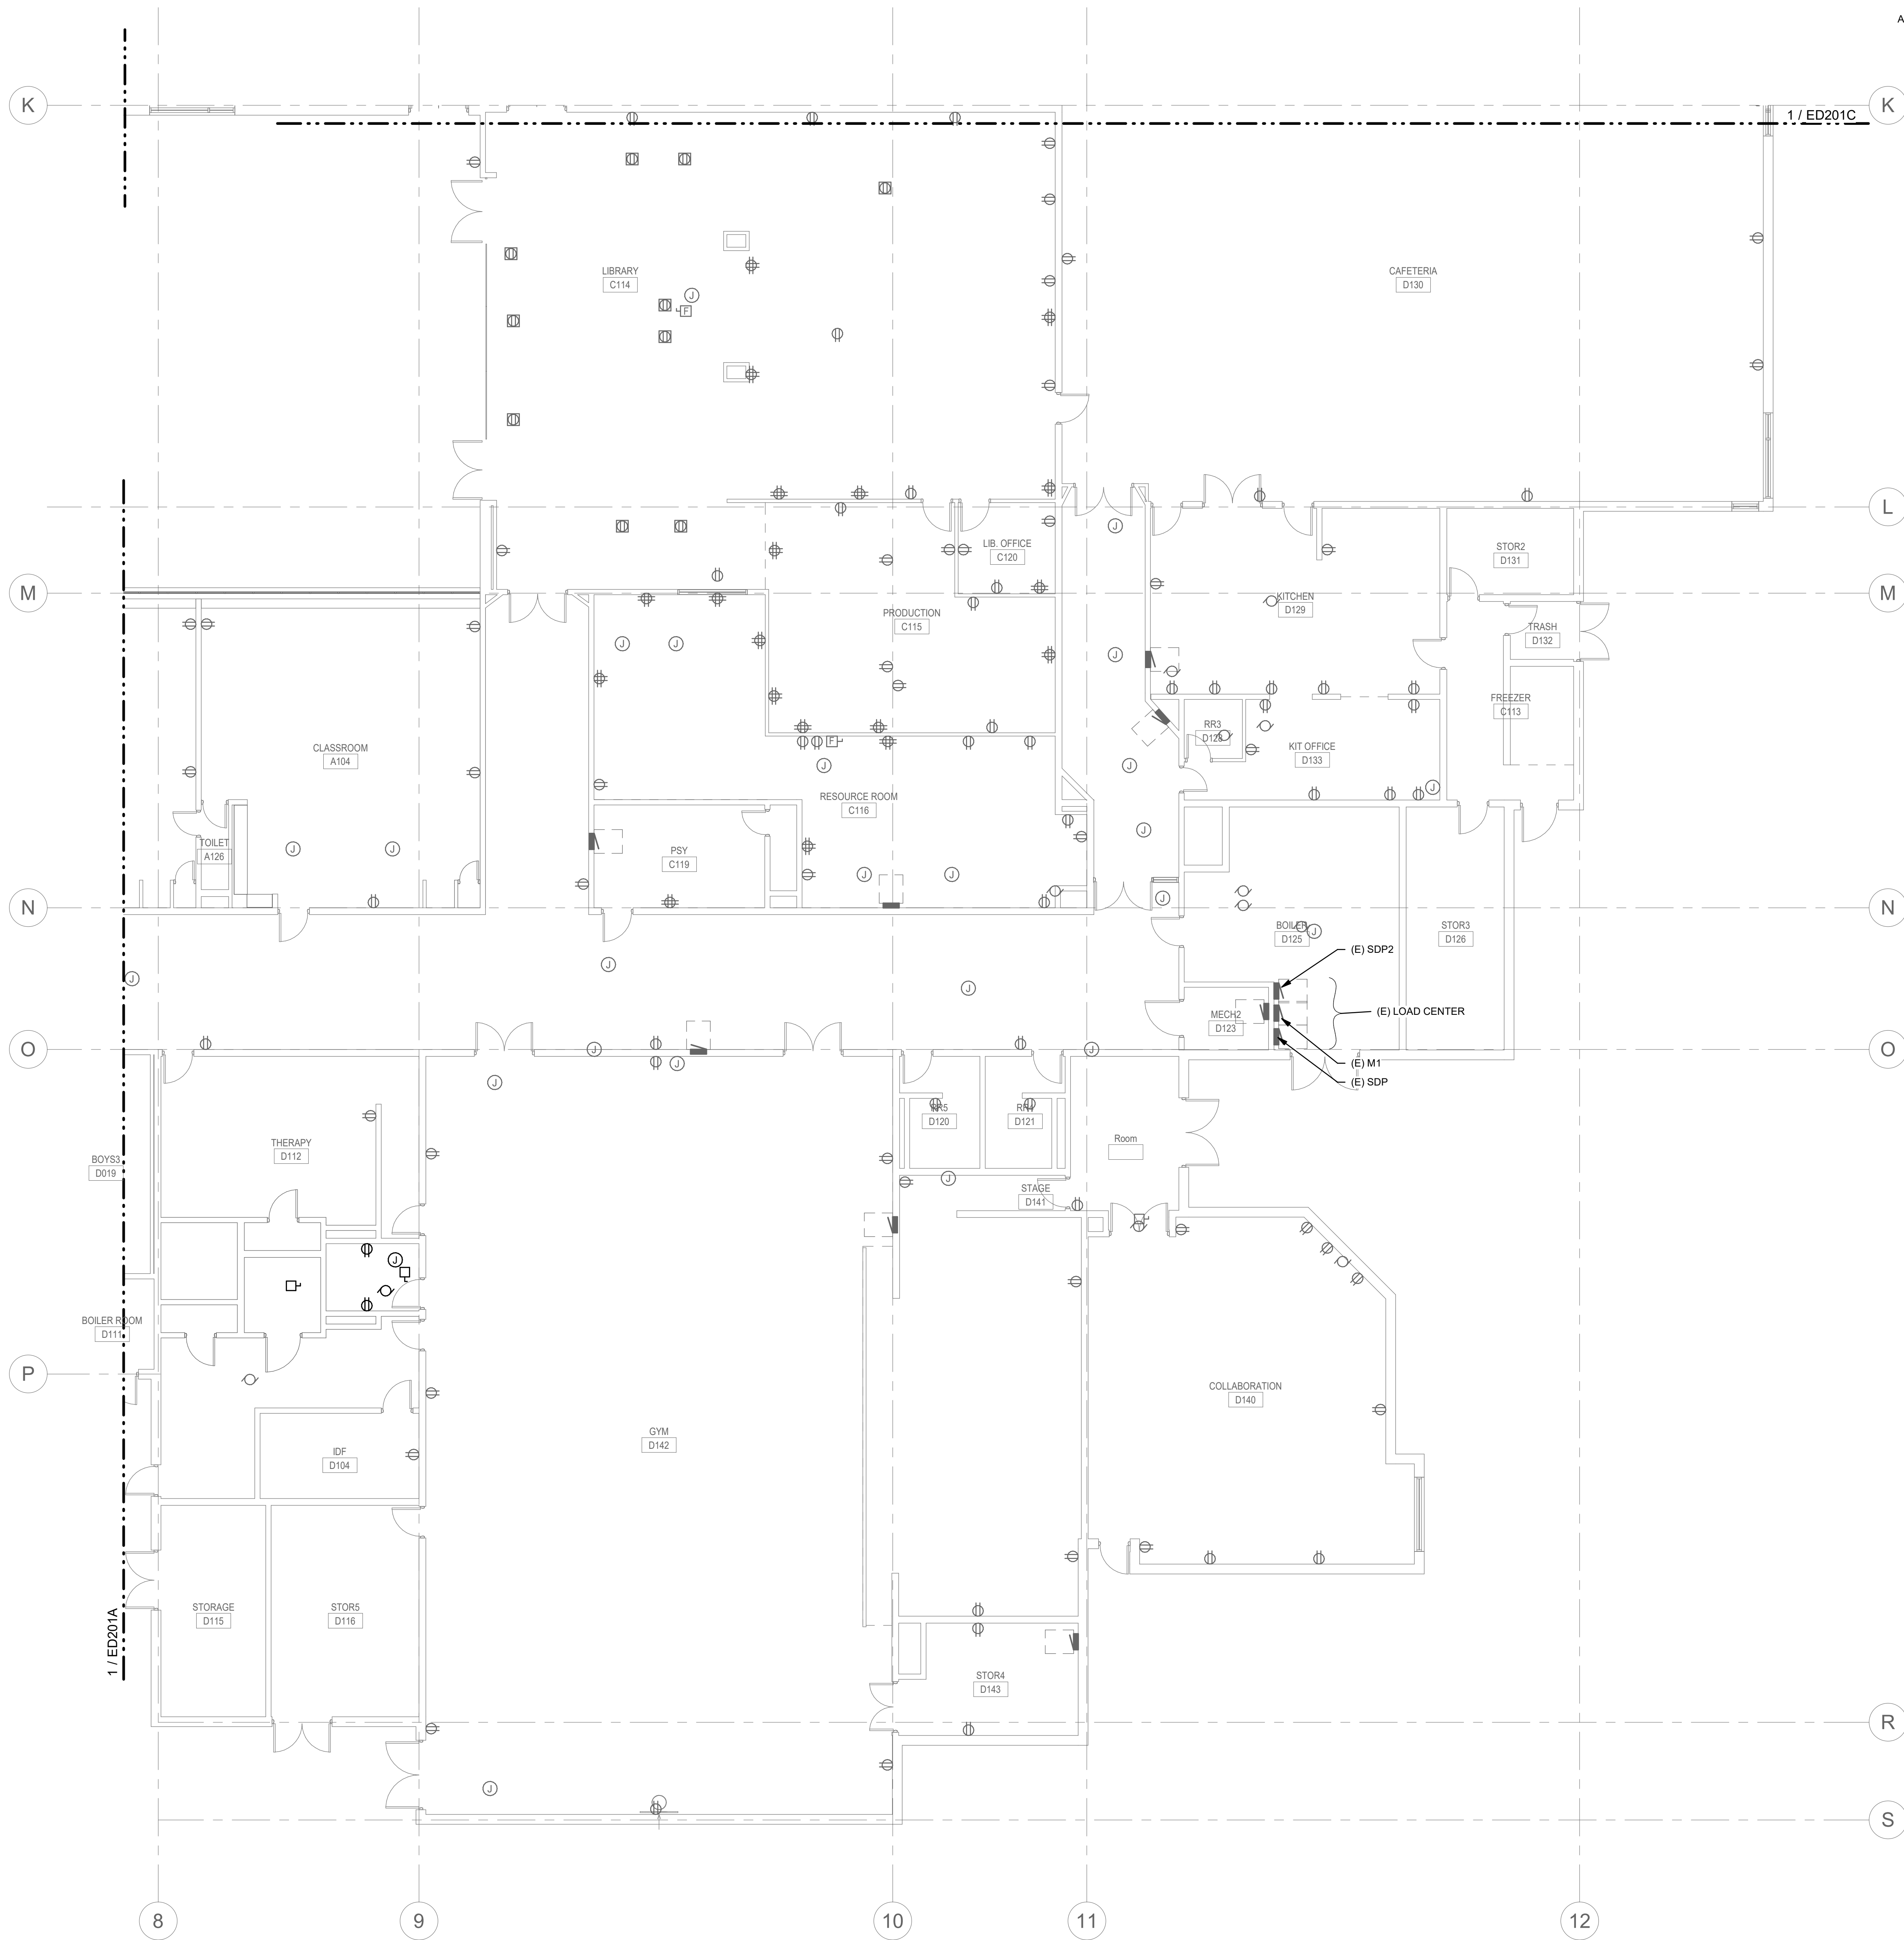 A
K
K
1 / ED201C
LIBRARY
C114
CAFETERIA
D130
F
J
L
LIB. OFFICE
C120
J
STOR2
D131
M
M
KITCHEN
D129
PRODUCTION
C115
TRASH
D132
J
J
J
FREEZER
C113
RR3
D128
CLASSROOM
A104
KIT OFFICE
D133
F
J
J
J
RESOURCE ROOM
C116
J
TOILET
A126
J
J
PSY
C119
J
J
J
N
N
BOILER
D125
J
STOR3
D126
(E) SDP2
J
J
J
(E) LOAD CENTER
MECH2
D123
O
O
J
J
J
(E) M1
(E) SDP
J
RR5
D120
D121
THERAPY
D112
Room
BOYS3
D019
J
STAGE
D141
J
BOILER ROOM
D111
P
COLLABORATION
D140
GYM
D142
IDF
D104
STORAGE
D115
STOR5
D116
1 / ED201A
STOR4
D143
R
J
S
8
9
10
11
12